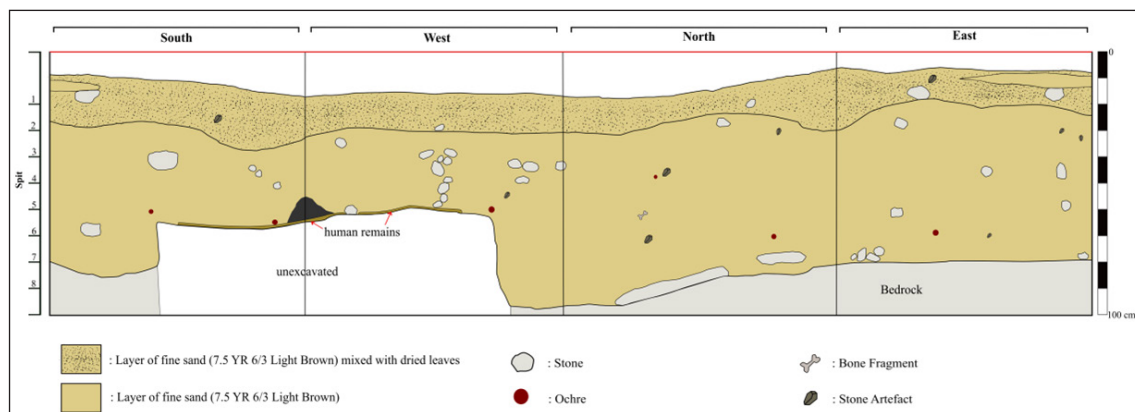 South West North East
0
1
2
3
4
5
6
7
8
Spit
human remains
unexcavated
Bedrock
100 cm
: Layer of fine sand (7.5 YR 6/3 Light Brown) mixed with dried leaves
: Stone
: Bone Fragment
: Layer of fine sand (7.5 YR 6/3 Light Brown)
: Ochre
: Stone Artefact